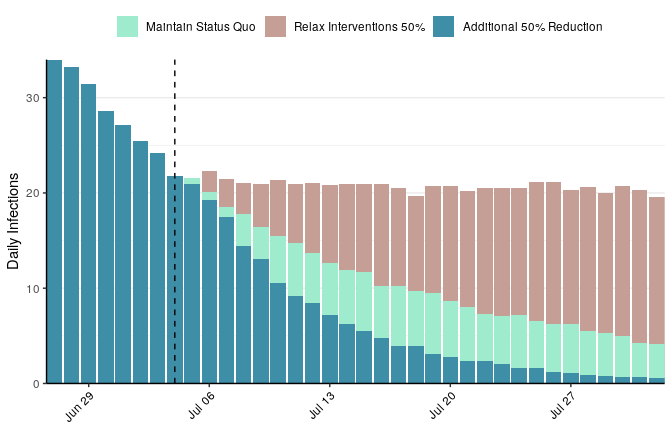 Maintain Status Quo Relax Interventions 50% Additional 50% Reduction
Daily Infections
30
20
10
0
Jun 29 Jul 06 Jul 13 Jul 20 Jul 27